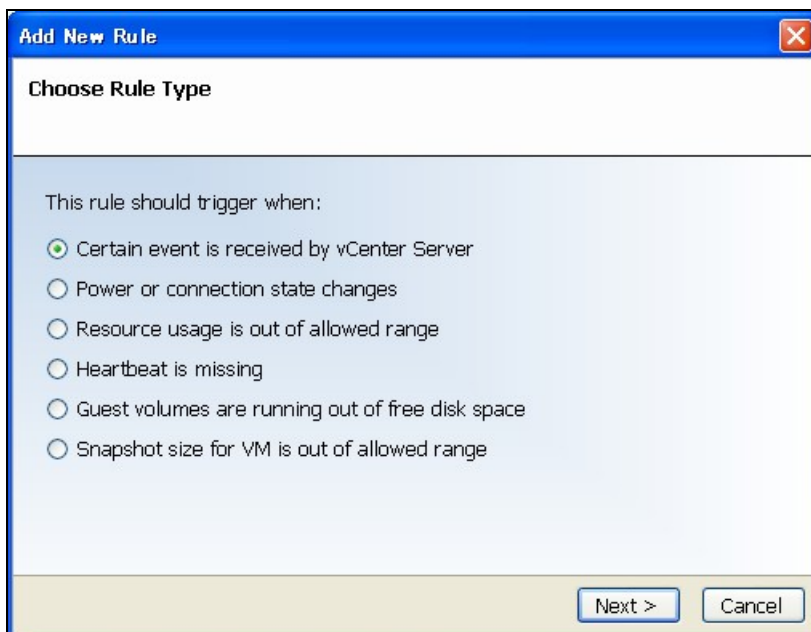 Add New Rule
Choose Rule Type
This rule should trigger when:
Certain event is received by vCenter Server
Power or connection state changes
Resource usage is out of allowed range
Heartbeat is missing
Guest volumes are running out of free disk space
Snapshot size for VM is out of allowed range
Next > Cancel